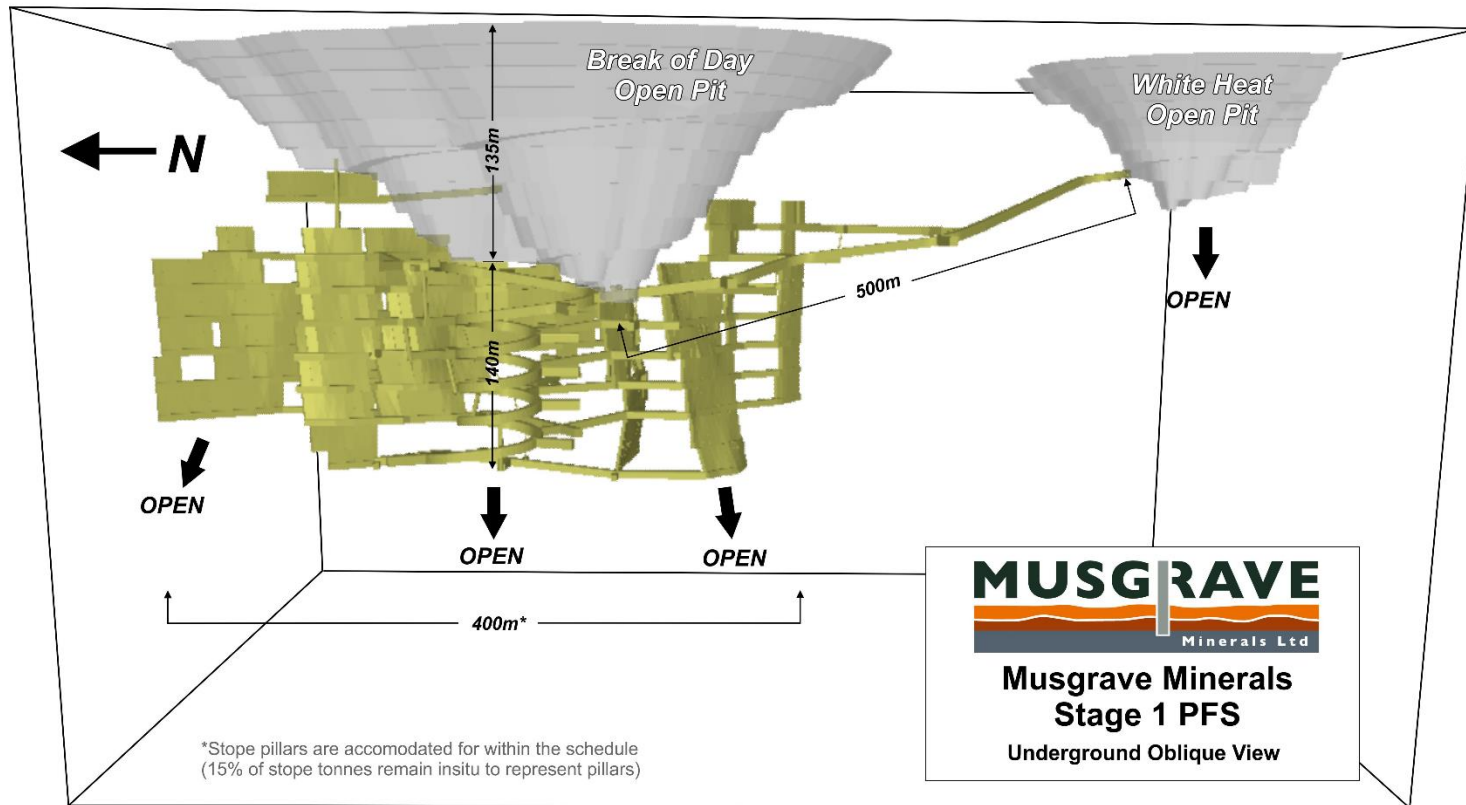 Break of Day
Open Pit
White Heat
Open Pit
N
135m
140m
500m
OPEN
OPEN
OPEN
OPEN
400m*
*Stope pillars are accomodated for within the schedule
(15% of stope tonnes remain insitu to represent pillars)
MUSGRAVE
Minerals Ltd
Musgrave Minerals
Stage 1 PFS
Underground Oblique View